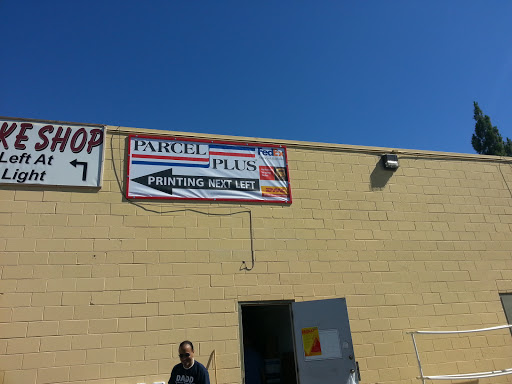 KE SHOP
Left At
Light
PARCEL
PLUS
FedEx
PRINTING NEXT LEFT